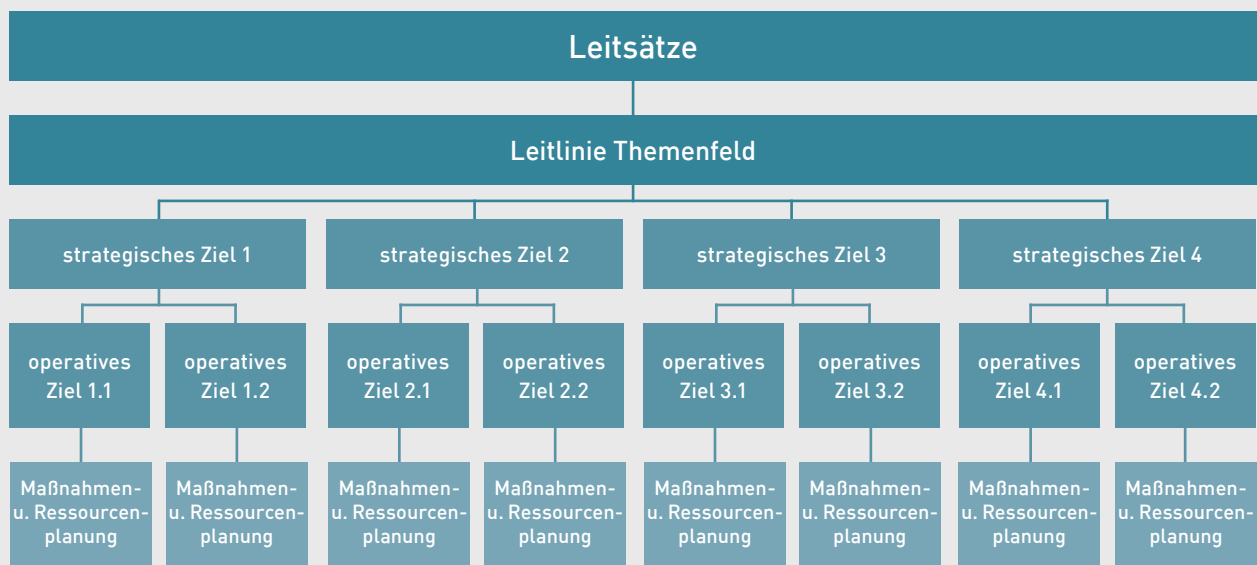 Leitsätze
Leitlinie Themenfeld
strategisches Ziel 1
strategisches Ziel 2
strategisches Ziel 3
strategisches Ziel 4
operatives
Ziel 1.1
operatives
Ziel 1.2
operatives
Ziel 2.1
operatives
Ziel 2.2
operatives
Ziel 3.1
operatives
Ziel 3.2
operatives
Ziel 4.1
operatives
Ziel 4.2
Maßnahmen-
u. Ressourcen-
planung
Maßnahmen-
u. Ressourcen-
planung
Maßnahmen-
u. Ressourcen-
planung
Maßnahmen-
u. Ressourcen-
planung
Maßnahmen-
u. Ressourcen-
planung
Maßnahmen-
u. Ressourcen-
planung
Maßnahmen-
u. Ressourcen-
planung
Maßnahmen-
u. Ressourcen-
planung